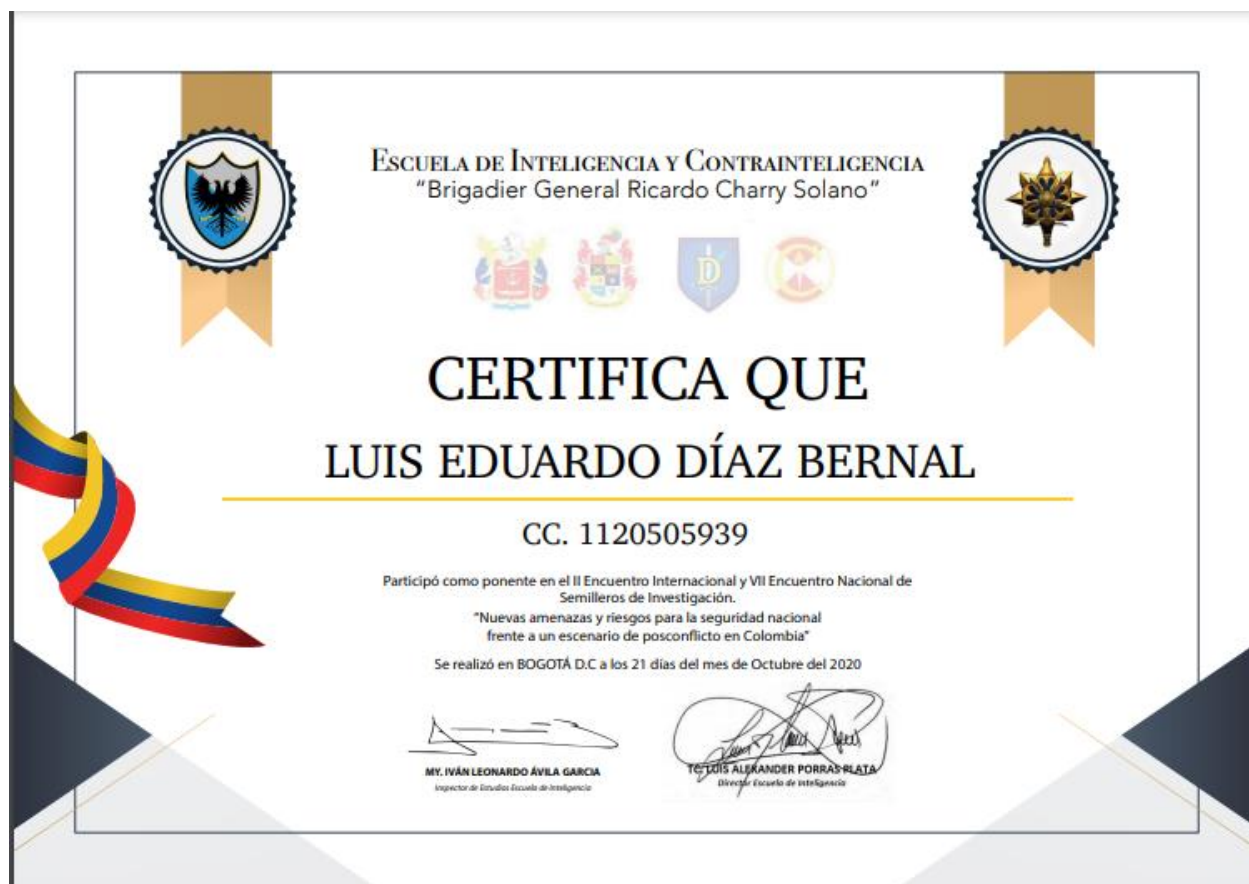 ESCUELA DE INTELIGENCIA Y CONTRAINTELIGENCIA
"Brigadier General Ricardo Charry Solano"
D
CERTIFICA QUE
LUIS EDUARDO DÍAZ BERNAL
CC. 1120505939
Participó como ponente en el II Encuentro Internacional y VII Encuentro Nacional de
Semilleros de Investigación.
"Nuevas amenazas y riesgos para la seguridad nacional
frente a un escenario de posconflicto en Colombia"
Se realizó en BOGOTÁ D.C a los 21 días del mes de Octubre del 2020
MY. IVÁN LEONARDO ÁVILA GARCIA
Inspector de Estudios Escuela de Inteligencia
TC. LUIS ALEXANDER PORRAS PLATA
Director Escuela de Inteligencia